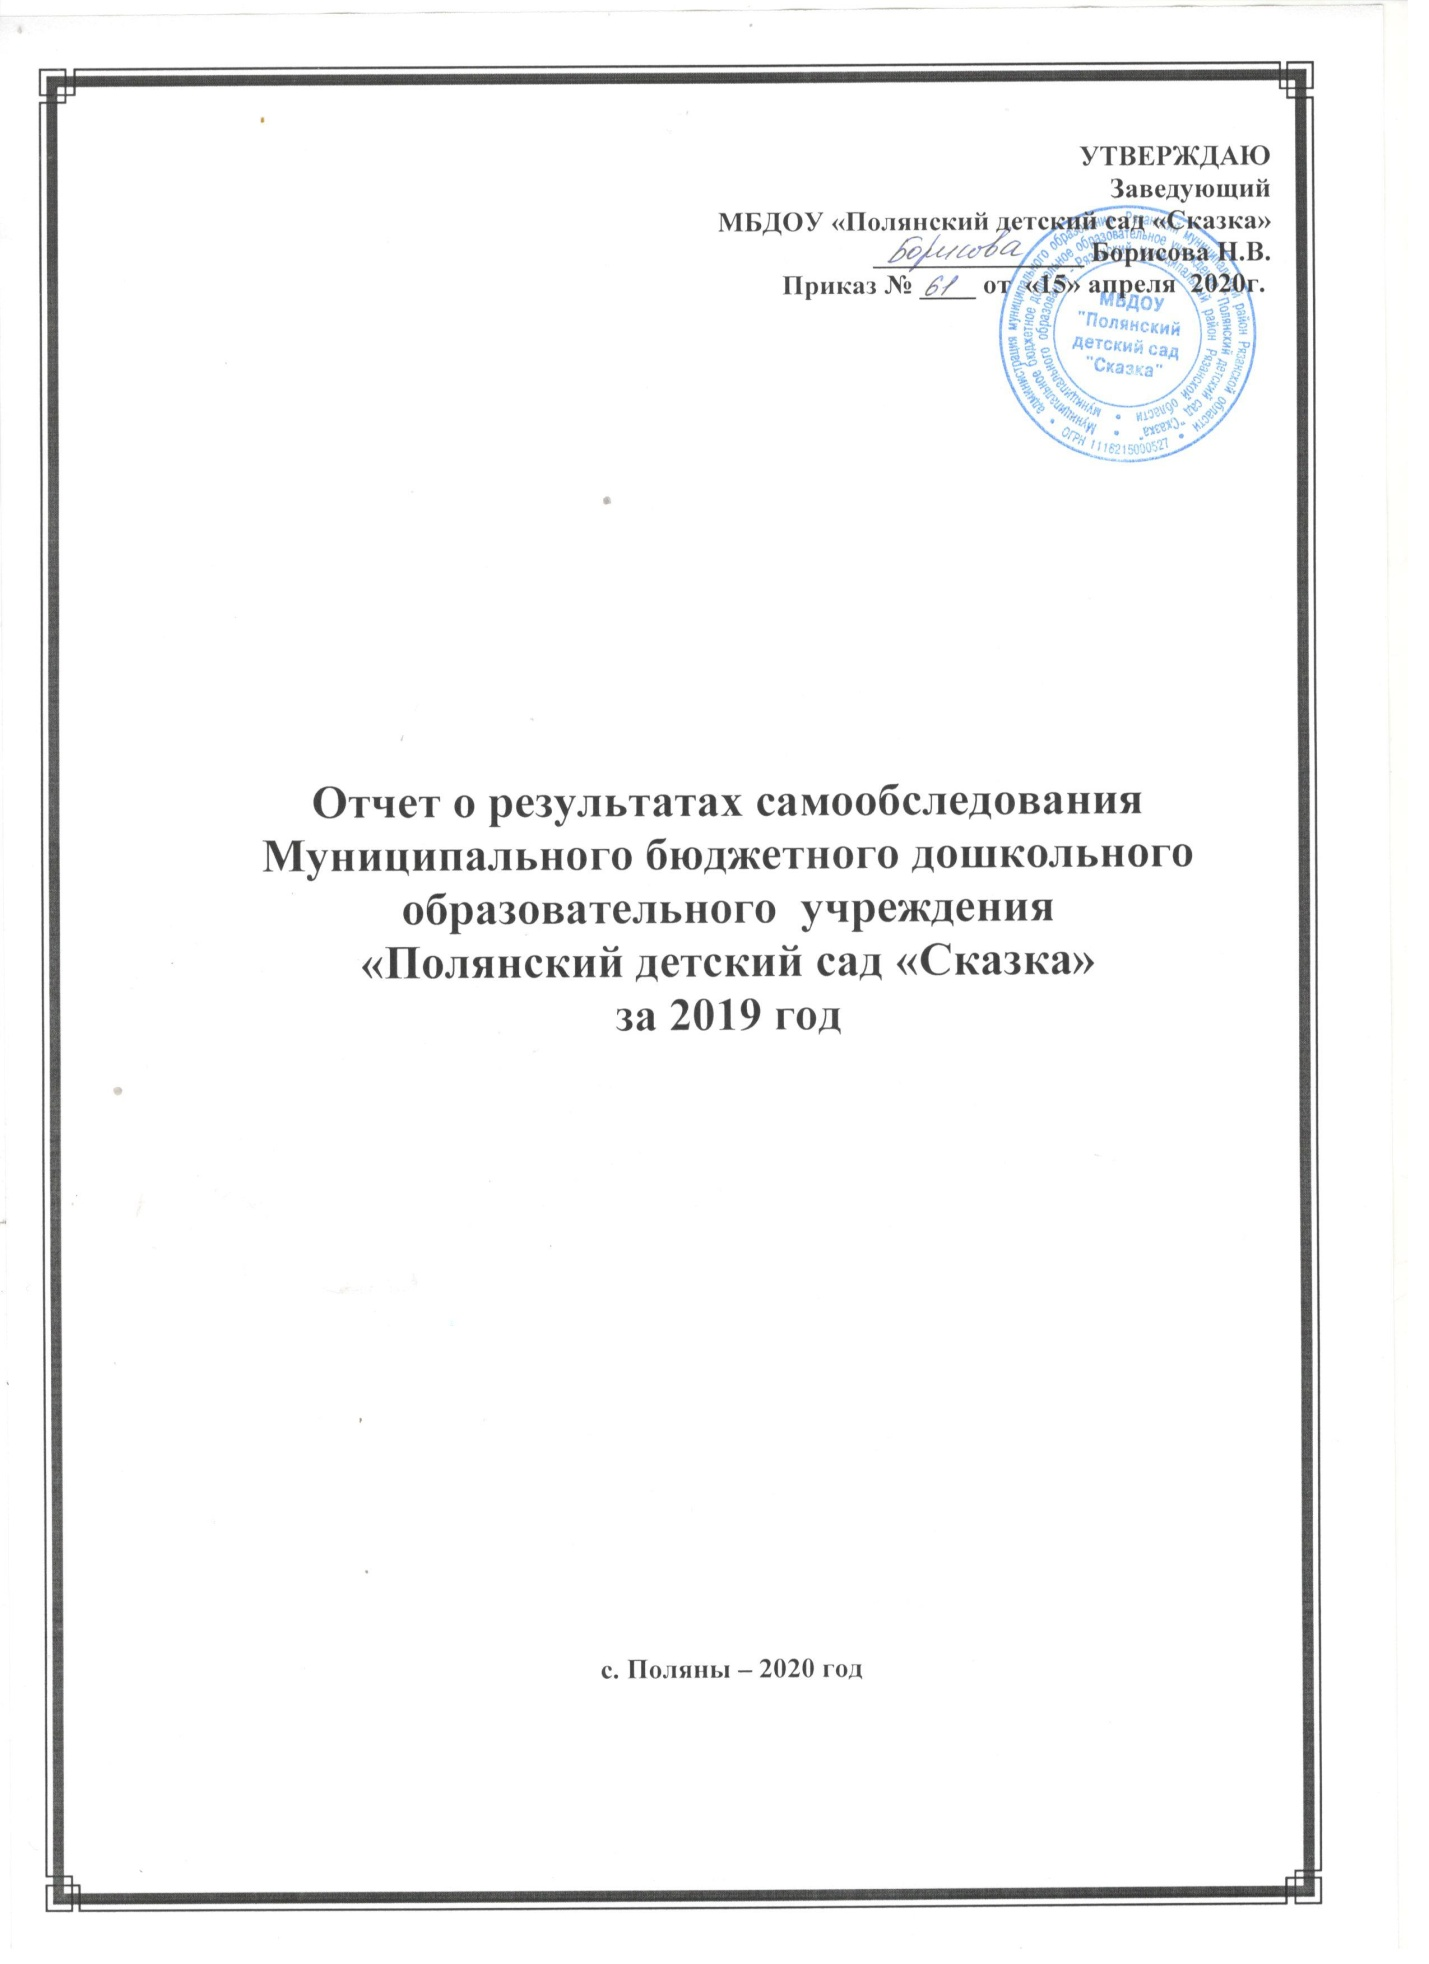 УТВЕРЖДАЮ
Заведующий
МБДОУ «Полянский детский сад «Сказка»
Борисова Борисова Н.В.
Приказ № 61 от «15» апреля 2020г.
МБДОУ
"Полянский
детский сад
"Сказка"
ОГРН 1116215000527
Отчет о результатах самообследования
Муниципального бюджетного дошкольного
образовательного учреждения
«Полянский детский сад «Сказка»
за 2019 год
с. Поляны – 2020 год